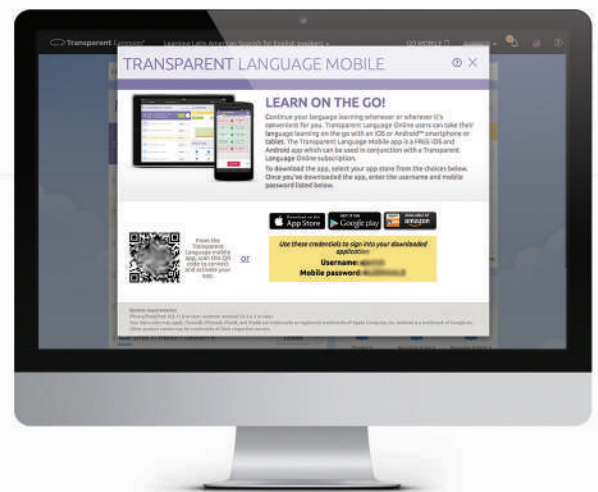 Transparent Language
Learning Latin American Spanish for English speakers
GO MOBILE
TRANSPARENT LANGUAGE MOBILE
LEARN ON THE GO!
Continue your language learning whenever or wherever it's
convenient for you. Transparent Language Online users can take their
language learning on the go with an iOS or Android™ smartphone or
tablet. The Transparent Language Mobile app is a FREE iOS and
Android app which can be used in conjunction with a Transparent
Language Online subscription.
To download the app, select your app store from the choices below.
Once you've downloaded the app, enter the username and mobile
password listed below.
Download on the
App Store
GET IT ON
Google play
Available at
amazon
From the
Transparent
Language mobile
app, scan this QR
code to connect
and activate your
app.
or
Use these credentials to sign into your downloaded
application
Username:
Mobile password:
System requirements: